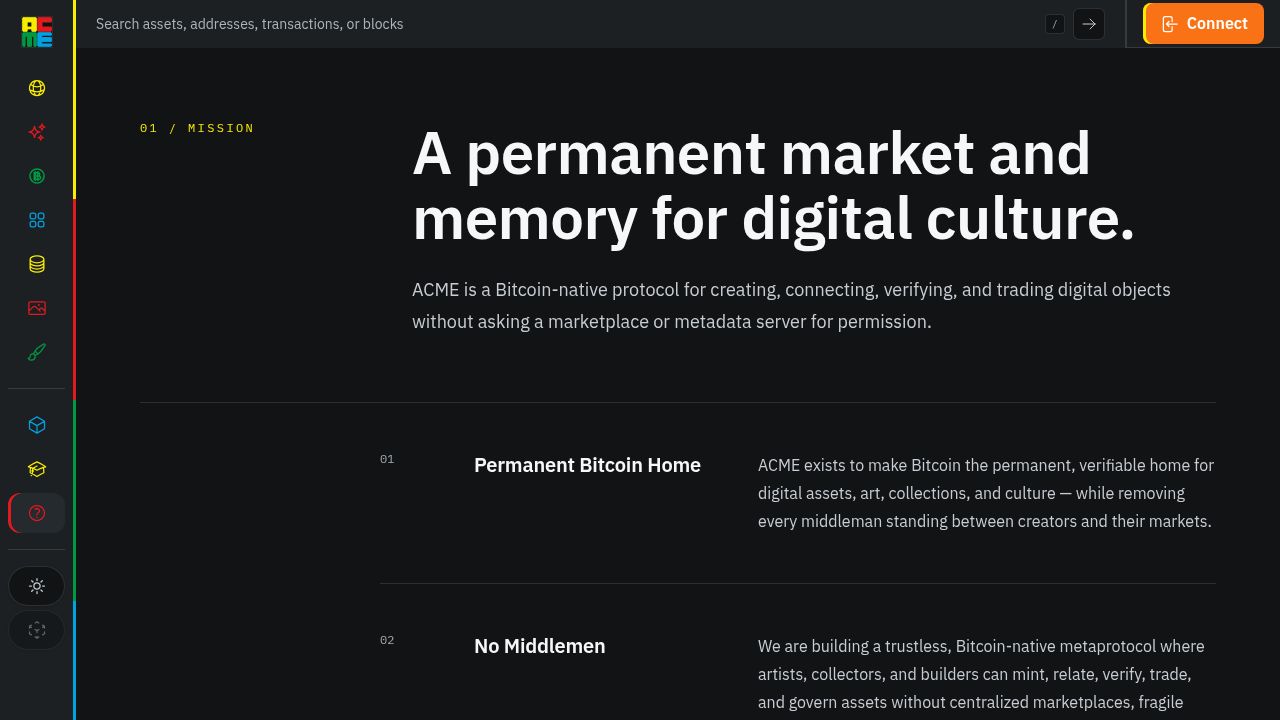 ACME
Search assets, addresses, transactions, or blocks
/
Connect
01 / MISSION
A permanent market and
memory for digital culture.
ACME is a Bitcoin-native protocol for creating, connecting, verifying, and trading digital objects
without asking a marketplace or metadata server for permission.
01
Permanent Bitcoin Home
ACME exists to make Bitcoin the permanent, verifiable home for
digital assets, art, collections, and culture — while removing
every middleman standing between creators and their markets.
02
No Middlemen
We are building a trustless, Bitcoin-native metaprotocol where
artists, collectors, and builders can mint, relate, verify, trade,
and govern assets without centralized marketplaces, fragile